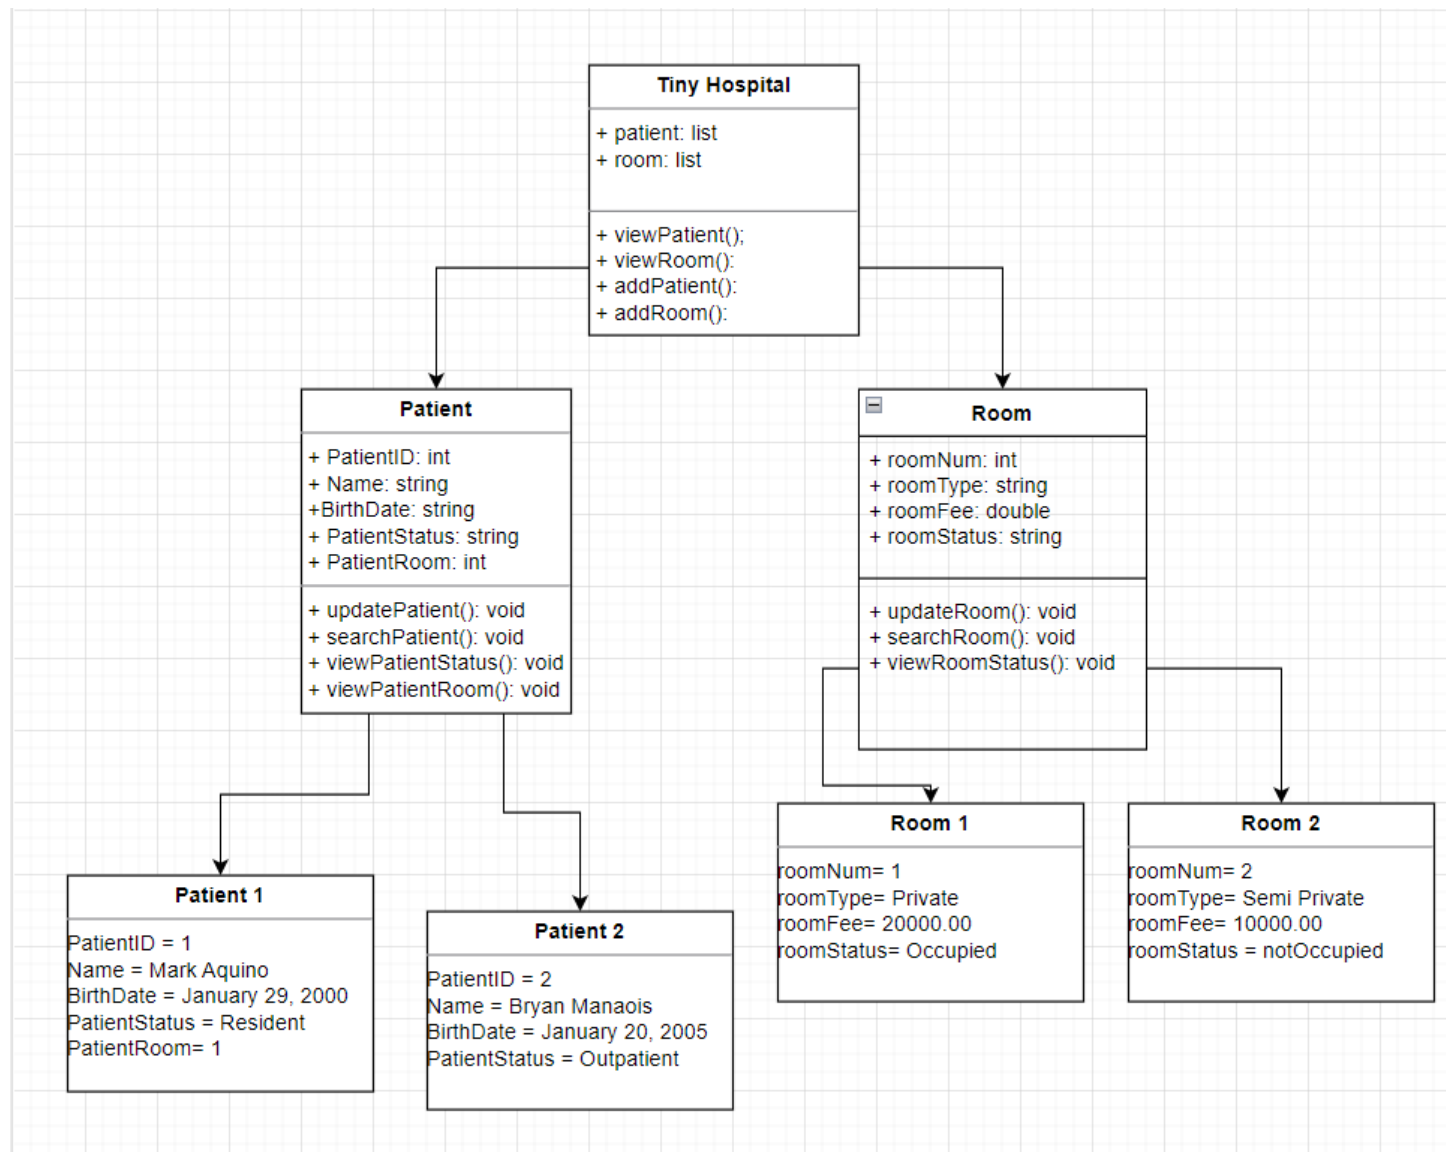 Tiny Hospital
+ patient: list
+ room: list
+ viewPatient();
+ viewRoom():
+ addPatient():
+ addRoom():
Patient
+ PatientID: int
+ Name: string
+BirthDate: string
+ PatientStatus: string
+ PatientRoom: int
+ updatePatient(): void
+ searchPatient(): void
+ viewPatientStatus(): void
+ viewPatientRoom(): void
Room
+ roomNum: int
+ roomType: string
+ roomFee: double
+ roomStatus: string
+ updateRoom(): void
+ searchRoom(): void
+ viewRoomStatus(): void
Patient 1
PatientID = 1
Name = Mark Aquino
BirthDate = January 29, 2000
PatientStatus = Resident
PatientRoom= 1
Patient 2
PatientID = 2
Name = Bryan Manaois
BirthDate = January 20, 2005
PatientStatus = Outpatient
Room 1
roomNum= 1
roomType= Private
roomFee= 20000.00
roomStatus= Occupied
Room 2
roomNum= 2
roomType= Semi Private
roomFee= 10000.00
roomStatus = notOccupied